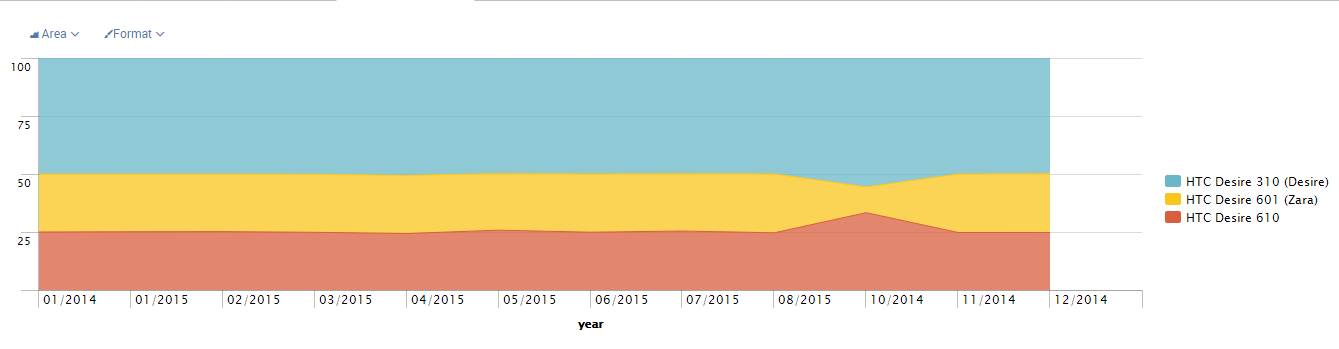 Area Format
100
75
50
25
01/2014 01/2015 02/2015 03/2015 04/2015 05/2015 06/2015 07/2015 08/2015 10/2014 11/2014 12/2014
year
HTC Desire 310 (Desire)
HTC Desire 601 (Zara)
HTC Desire 610